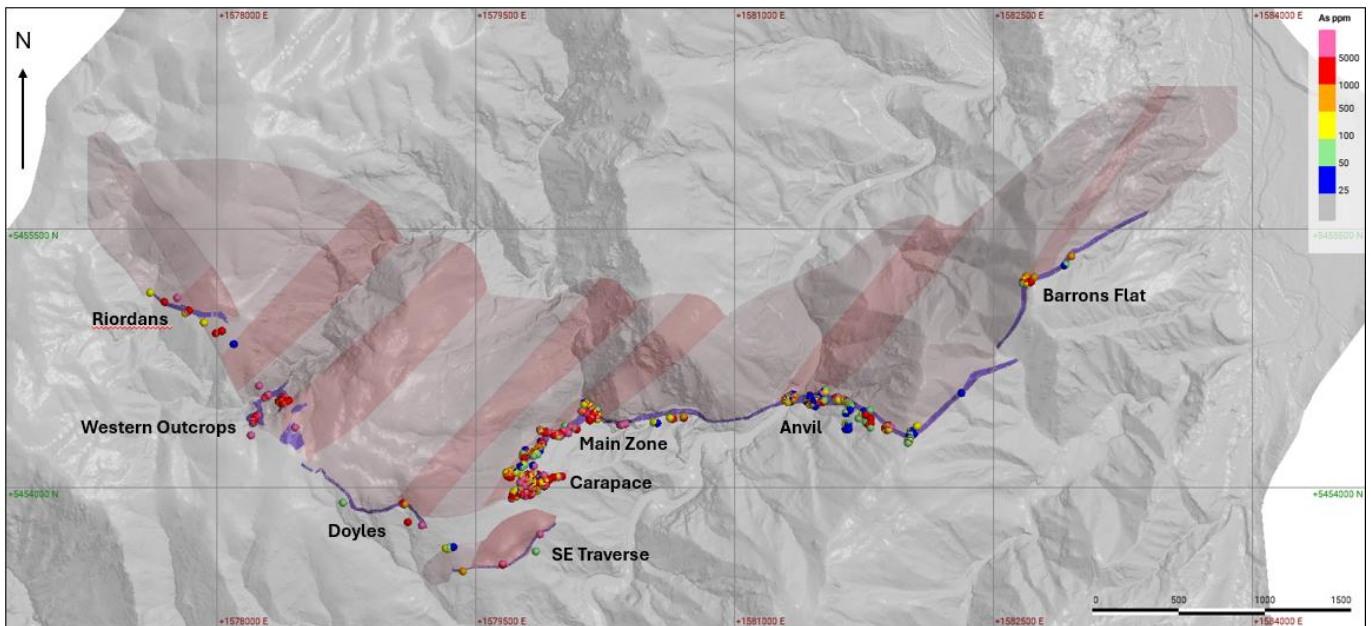 +1578000 E
+1579500 E
+1581000 E
+1582500 E
+1584000 E
As ppm
5000
1000
500
100
50
25
N
+5455500 N
+5455500 N
Riordans
Barrons Flat
Western Outcrops
Main Zone
Anvil
Carapace
+5454000 N
+5454000 N
Doyles
SE Traverse
0
500
1000
1500
+1578000 E
+1579500 E
+1581000 E
+1582500 E
+1584000 E